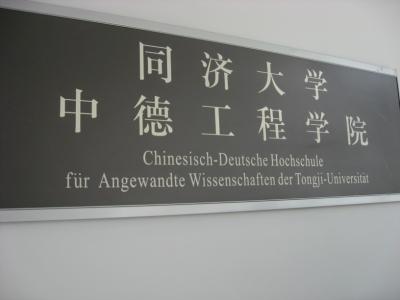 同济大学
中德工程学院
Chinesisch-Deutsche Hochschule
für Angewandte Wissenschaften der Tongji-Universität